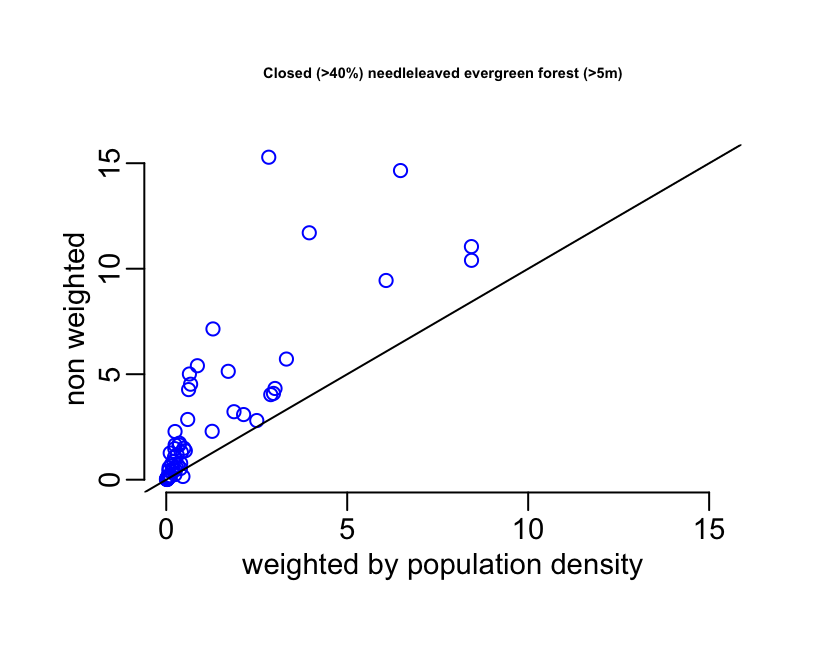 Closed (>40%) needleleaved evergreen forest (>5m)
15
10
5
0
non weighted
0 5 10 15
weighted by population density